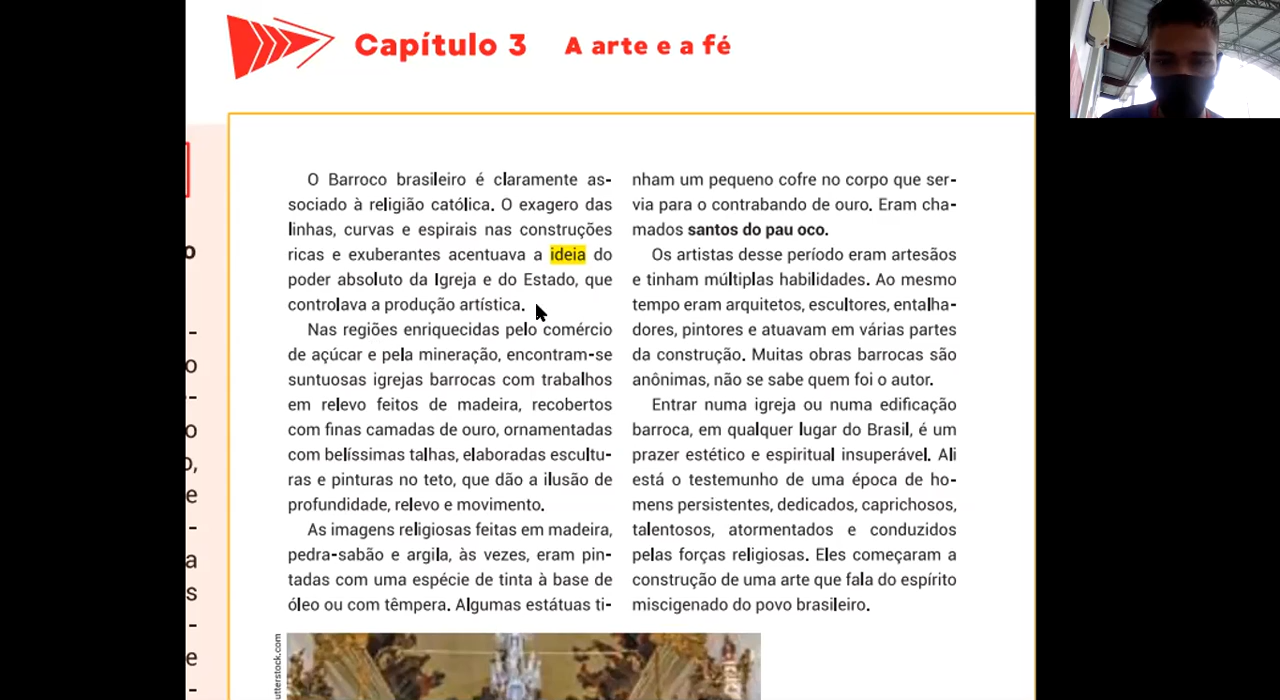 Capítulo 3 A arte e a fé
O Barroco brasileiro é claramente as-
sociado à religião católica. O exagero das
linhas, curvas e espirais nas construções
ricas e exuberantes acentuava a ideia do
poder absoluto da Igreja e do Estado, que
controlava a produção artística.
Nas regiões enriquecidas pelo comércio
de açúcar e pela mineração, encontram-se
suntuosas igrejas barrocas com trabalhos
em relevo feitos de madeira, recobertos
com finas camadas de ouro, ornamentadas
com belíssimas talhas, elaboradas escultu-
ras e pinturas no teto, que dão a ilusão de
profundidade, relevo e movimento.
As imagens religiosas feitas em madeira,
pedra-sabão e argila, às vezes, eram pin-
tadas com uma espécie de tinta à base de
óleo ou com têmpera. Algumas estátuas ti-
nham um pequeno cofre no corpo que ser-
via para o contrabando de ouro. Eram cha-
mados santos do pau oco.
Os artistas desse período eram artesãos
e tinham múltiplas habilidades. Ao mesmo
tempo eram arquitetos, escultores, entalha-
dores, pintores e atuavam em várias partes
da construção. Muitas obras barrocas são
anônimas, não se sabe quem foi o autor.
Entrar numa igreja ou numa edificação
barroca, em qualquer lugar do Brasil, é um
prazer estético e espiritual insuperável. Ali
está o testemunho de uma época de ho-
mens persistentes, dedicados, caprichosos,
talentosos, atormentados e conduzidos
pelas forças religiosas. Eles começaram a
construção de uma arte que fala do espírito
miscigenado do povo brasileiro.
utterstock.com
o
-
o
-
o
o,
e
-
a
s
-
e
-